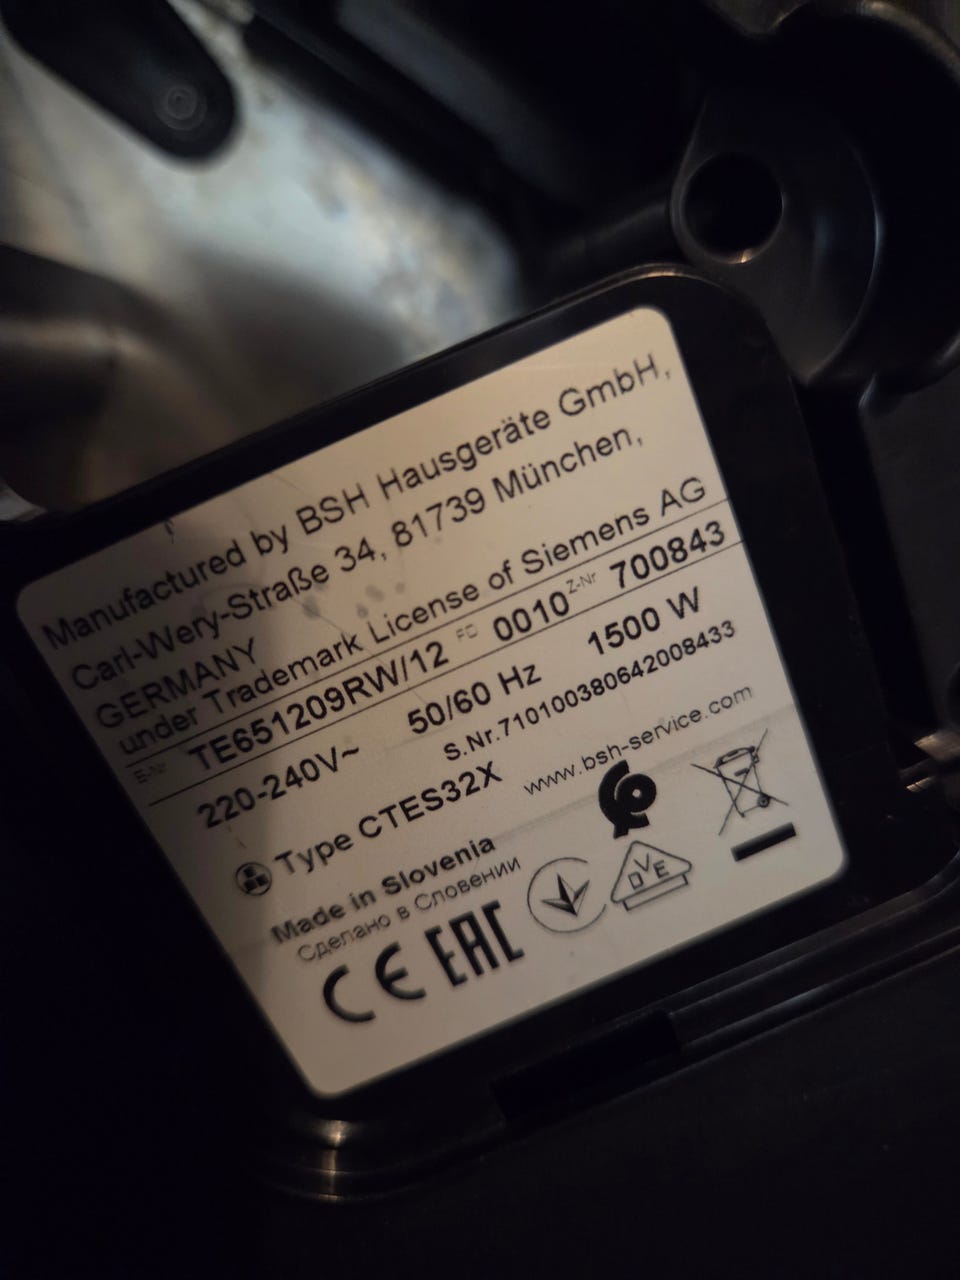 Manufactured by BSH Hausgeräte GmbH,
Carl-Wery-Straße 34, 81739 München,
GERMANY
under Trademark License of Siemens AG
E-Nr TE651209RW/12 FD 0010 Z-Nr 700843
220-240V~ 50/60 Hz 1500 W
S.Nr.710100380642008433
Type CTES32X
www.bsh-service.com
Made in Slovenia
Сделано в Словении
CE EAC
DVE